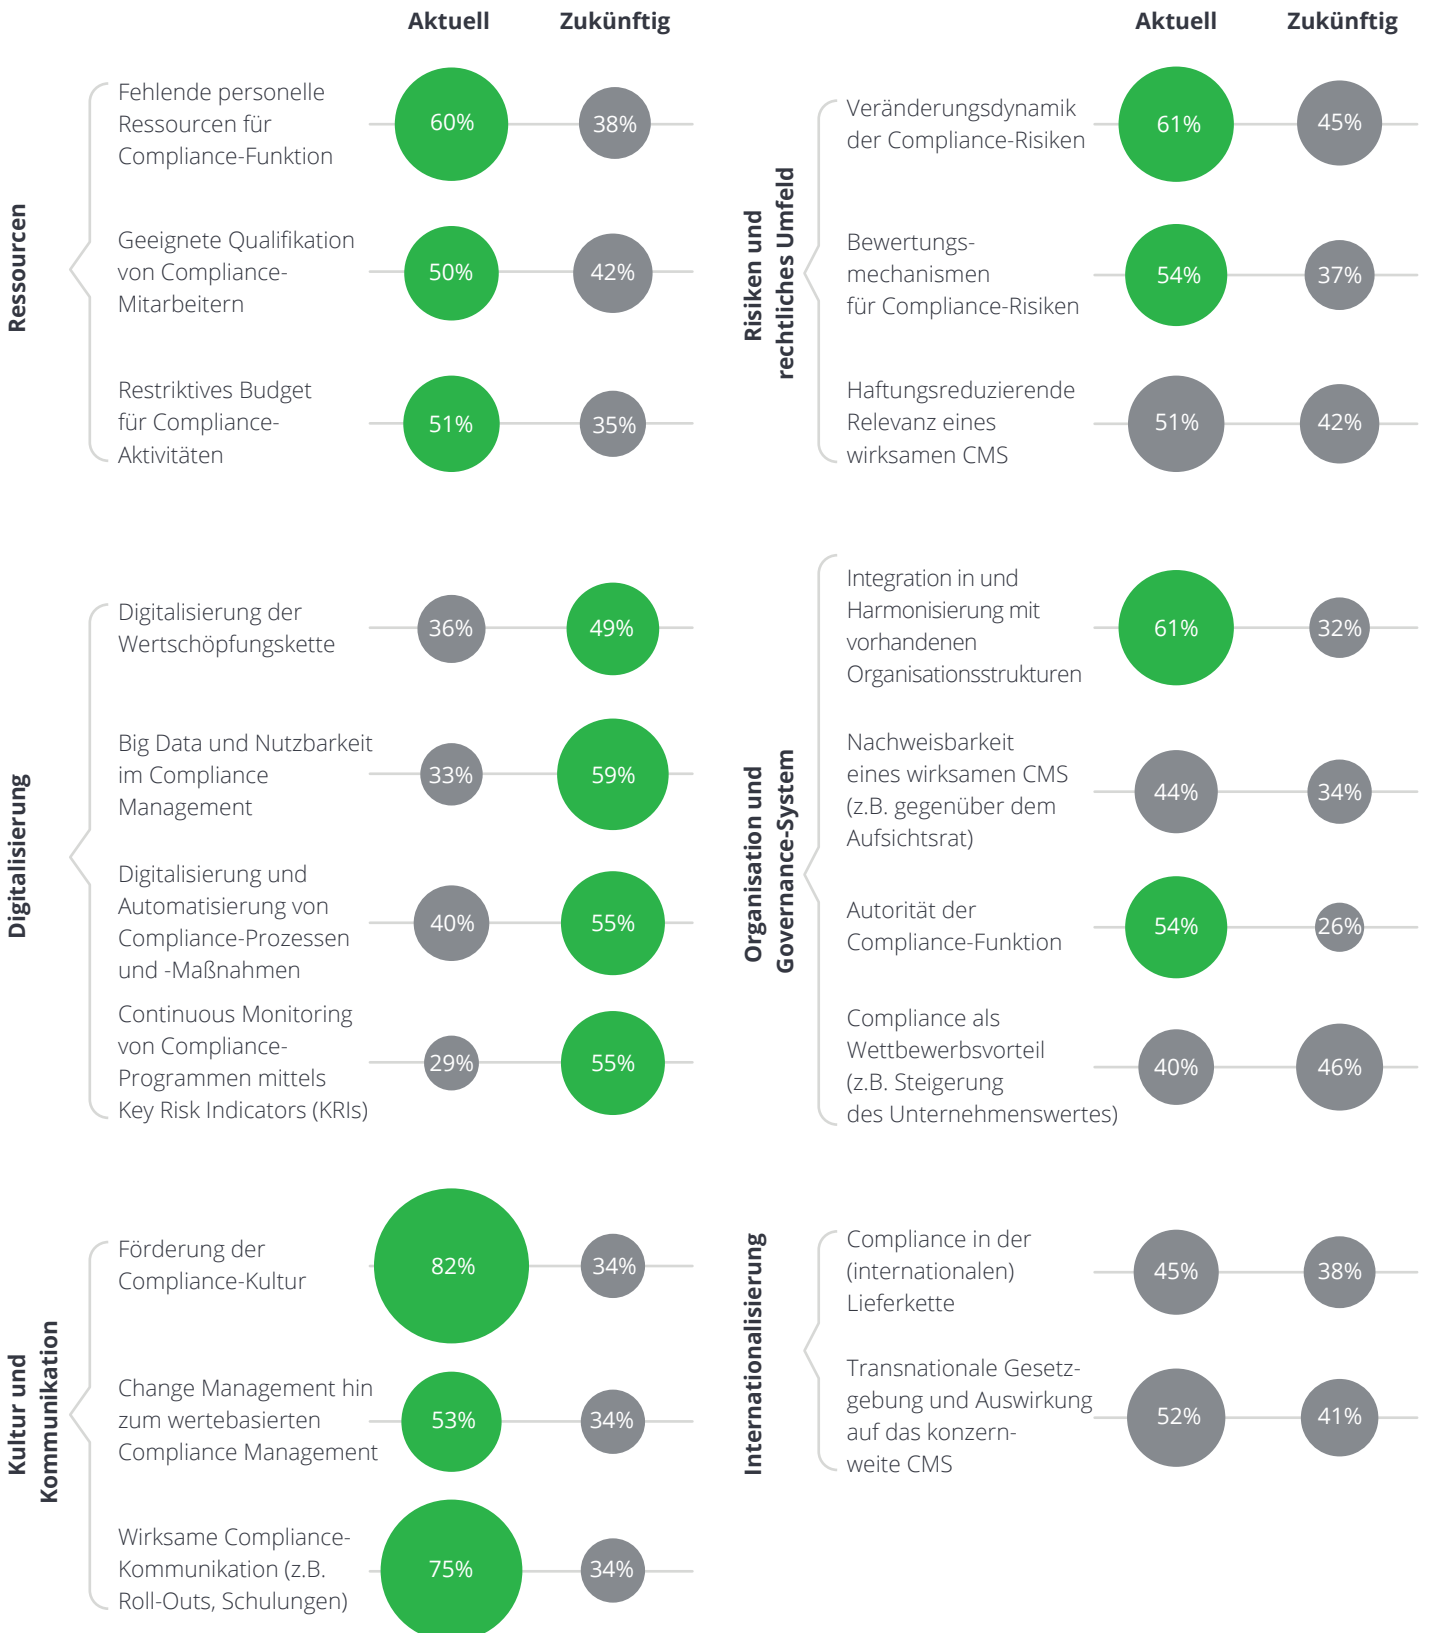 Aktuell
Zukünftig
Ressourcen
Fehlende personelle
Ressourcen für
Compliance-Funktion
60%
38%
Geeignete Qualifikation
von Compliance-
Mitarbeitern
50%
42%
Restriktives Budget
für Compliance-
Aktivitäten
51%
35%
Digitalisierung
Digitalisierung der
Wertschöpfungskette
36%
49%
Big Data und Nutzbarkeit
im Compliance
Management
33%
59%
Digitalisierung und
Automatisierung von
Compliance-Prozessen
und -Maßnahmen
40%
55%
Continuous Monitoring
von Compliance-
Programmen mittels
Key Risk Indicators (KRIs)
29%
55%
Kultur und
Kommunikation
Förderung der
Compliance-Kultur
82%
34%
Change Management hin
zum wertebasierten
Compliance Management
53%
34%
Wirksame Compliance-
Kommunikation (z.B.
Roll-Outs, Schulungen)
75%
34%
Aktuell
Zukünftig
Risiken und
rechtliches Umfeld
Veränderungsdynamik
der Compliance-Risiken
61%
45%
Bewertungs-
mechanismen
für Compliance-Risiken
54%
37%
Haftungsreduzierende
Relevanz eines
wirksamen CMS
51%
42%
Organisation und
Governance-System
Integration in und
Harmonisierung mit
vorhandenen
Organisationsstrukturen
61%
32%
Nachweisbarkeit
eines wirksamen CMS
(z.B. gegenüber dem
Aufsichtsrat)
44%
34%
Autorität der
Compliance-Funktion
54%
26%
Compliance als
Wettbewerbsvorteil
(z.B. Steigerung
des Unternehmenswertes)
40%
46%
Internationalisierung
Compliance in der
(internationalen)
Lieferkette
45%
38%
Transnationale Gesetz-
gebung und Auswirkung
auf das konzern-
weite CMS
52%
41%